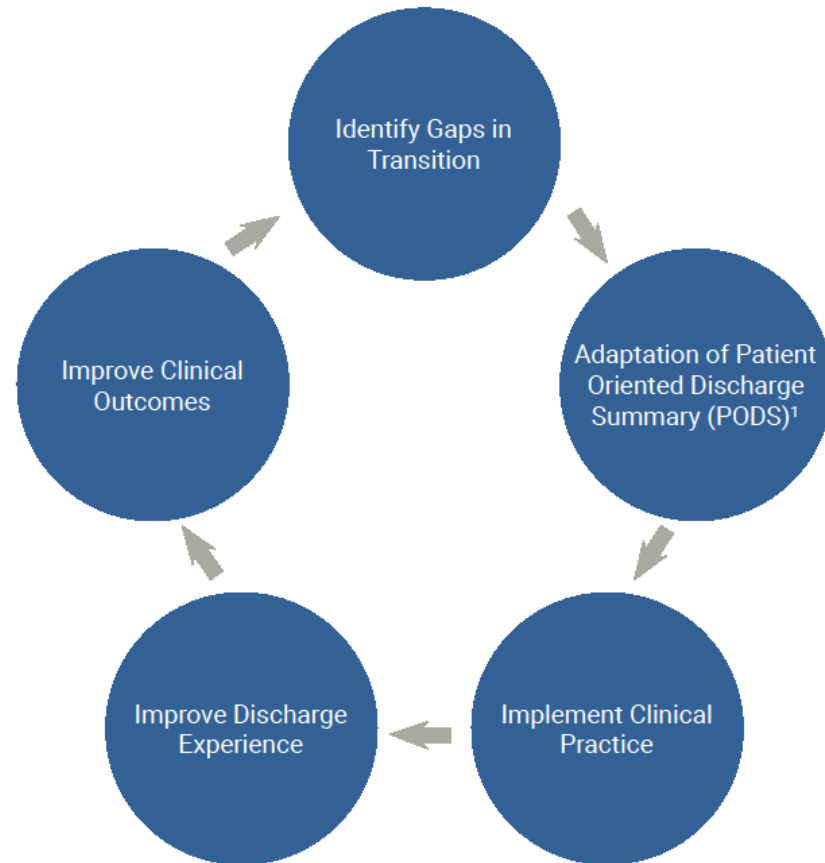 Identify Gaps in
Transition
Adaptation of Patient
Oriented Discharge
Summary (PODS)¹
Implement Clinical
Practice
Improve Discharge
Experience
Improve Clinical
Outcomes